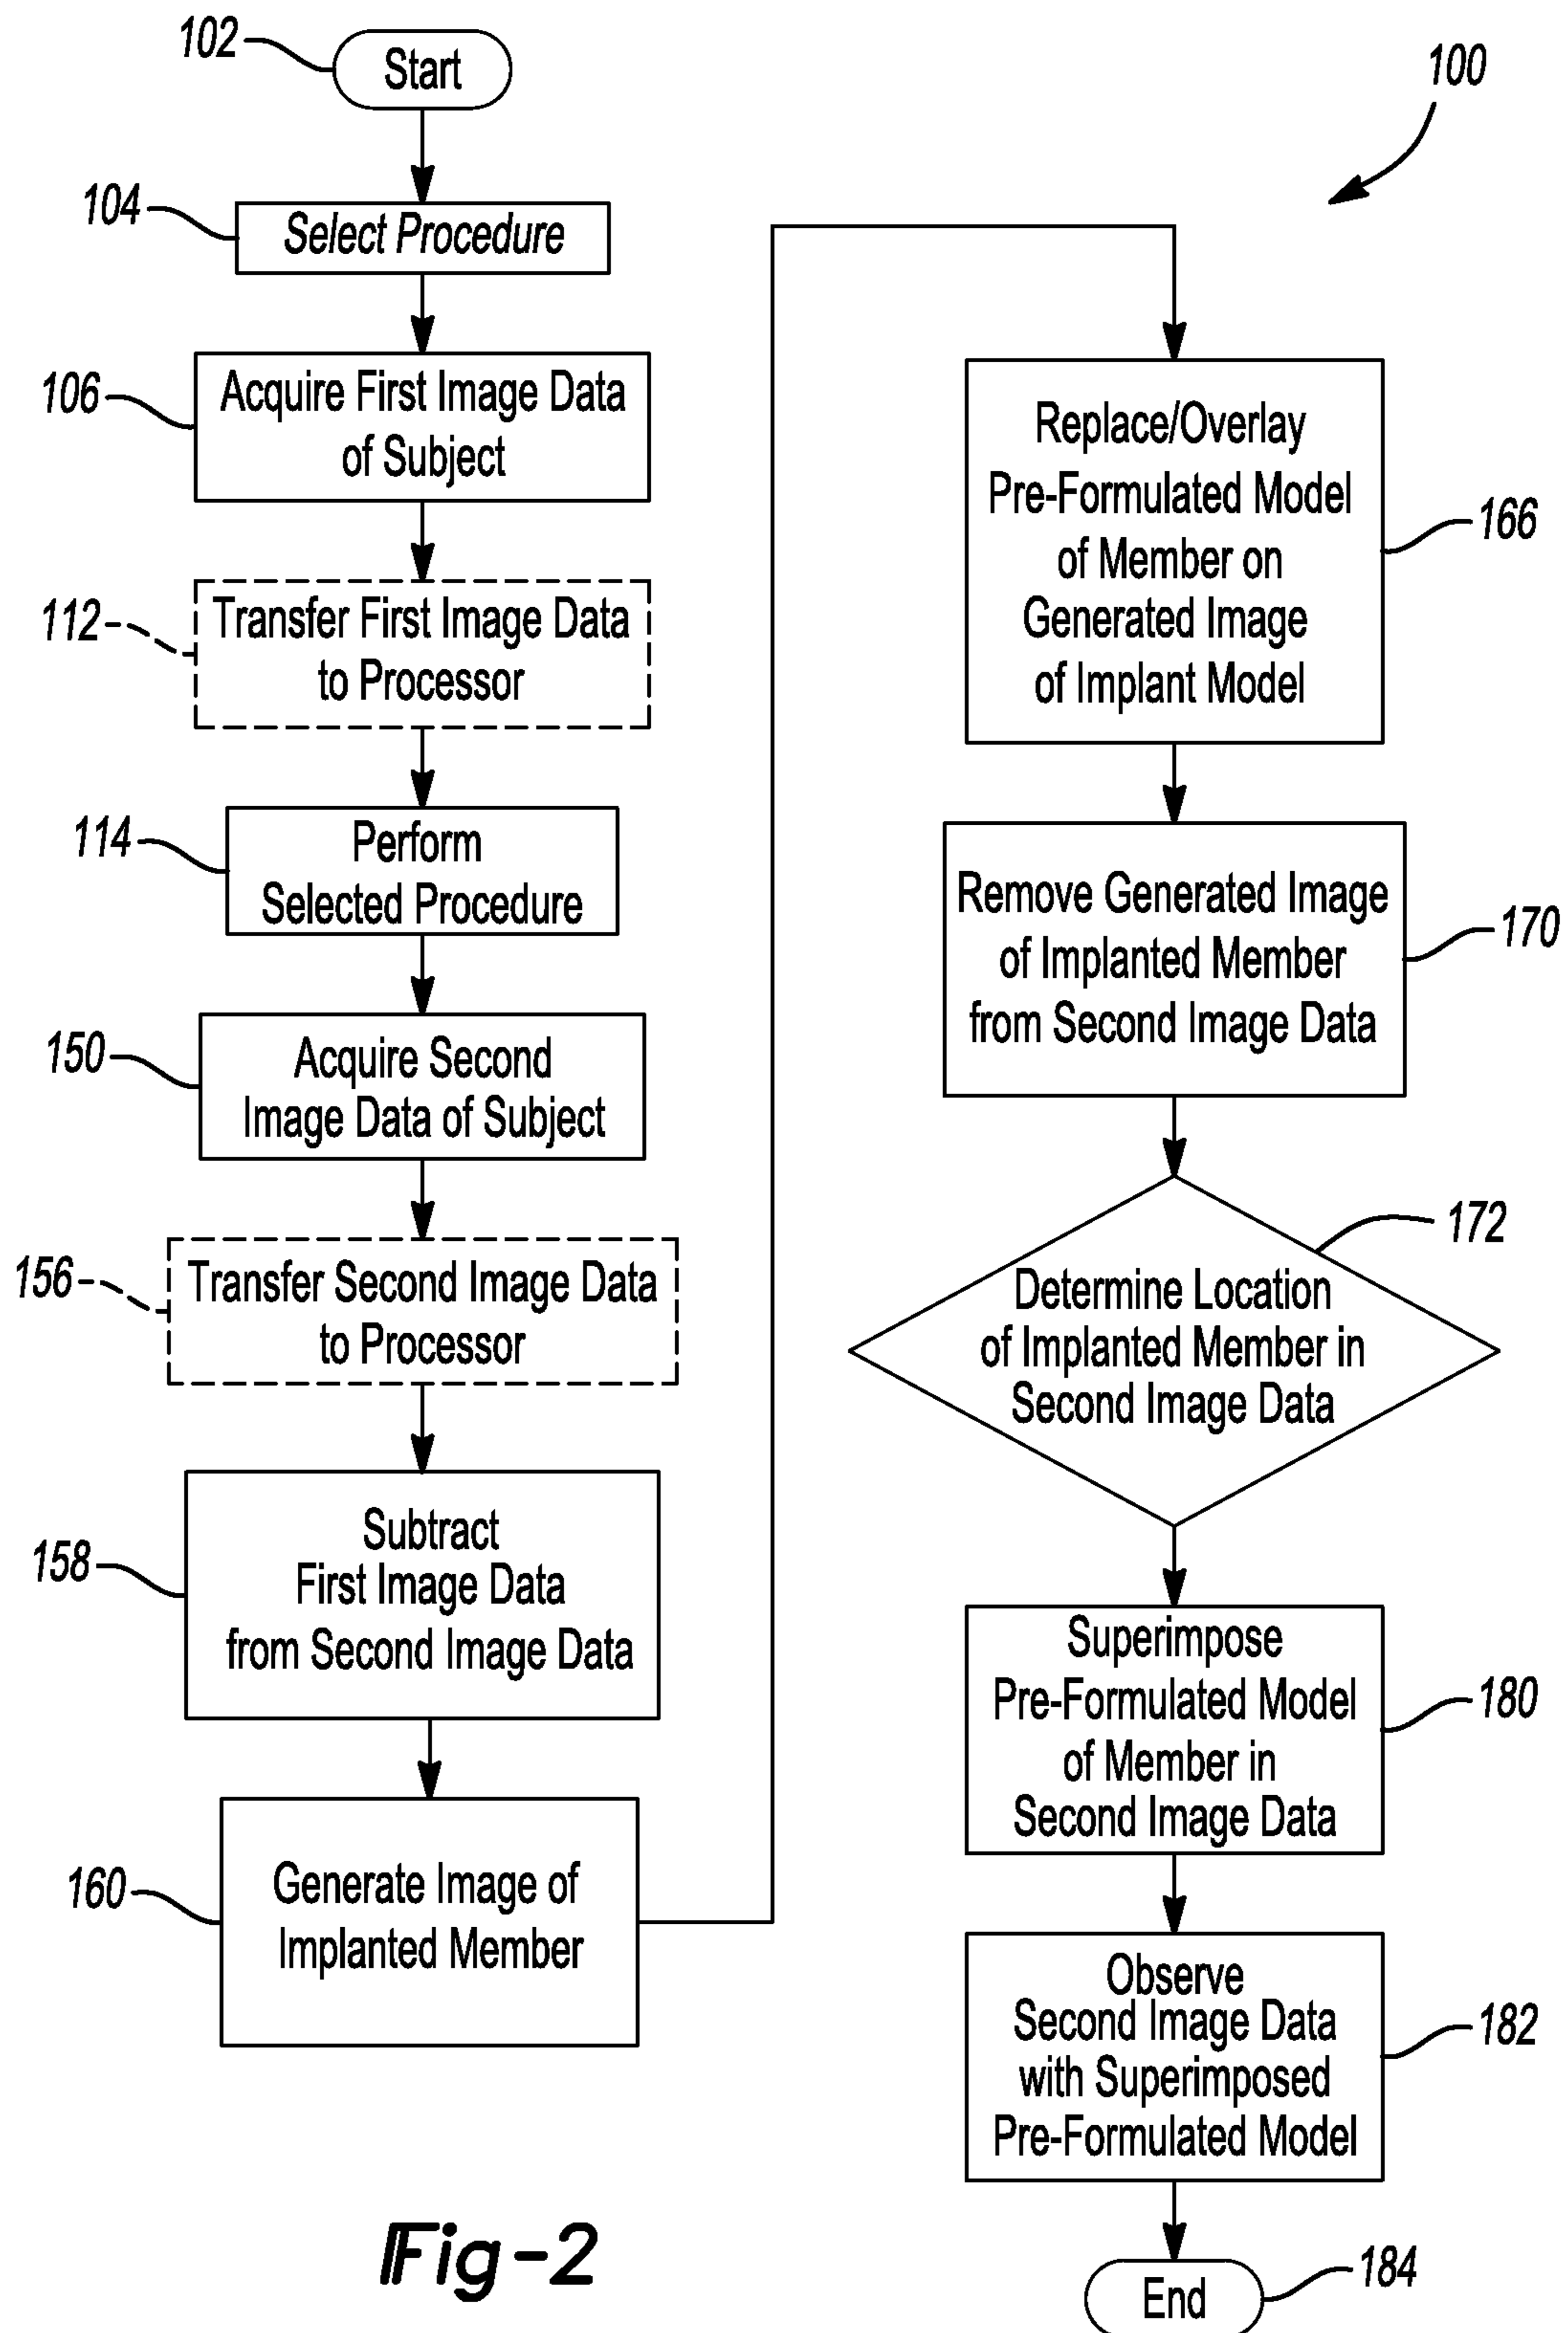 102
Start
104
Select Procedure
106
Acquire First Image Data
of Subject
112
Transfer First Image Data
to Processor
114
Perform
Selected Procedure
150
Acquire Second
Image Data of Subject
156
Transfer Second Image Data
to Processor
158
Subtract
First Image Data
from Second Image Data
160
Generate Image of
Implanted Member
100
Replace/Overlay
Pre-Formulated Model
of Member on
Generated Image
of Implant Model
166
Remove Generated Image
of Implanted Member
from Second Image Data
170
172
Determine Location
of Implanted Member in
Second Image Data
Superimpose
Pre-Formulated Model
of Member in
Second Image Data
180
Observe
Second Image Data
with Superimposed
Pre-Formulated Model
182
End
184
Fig-2